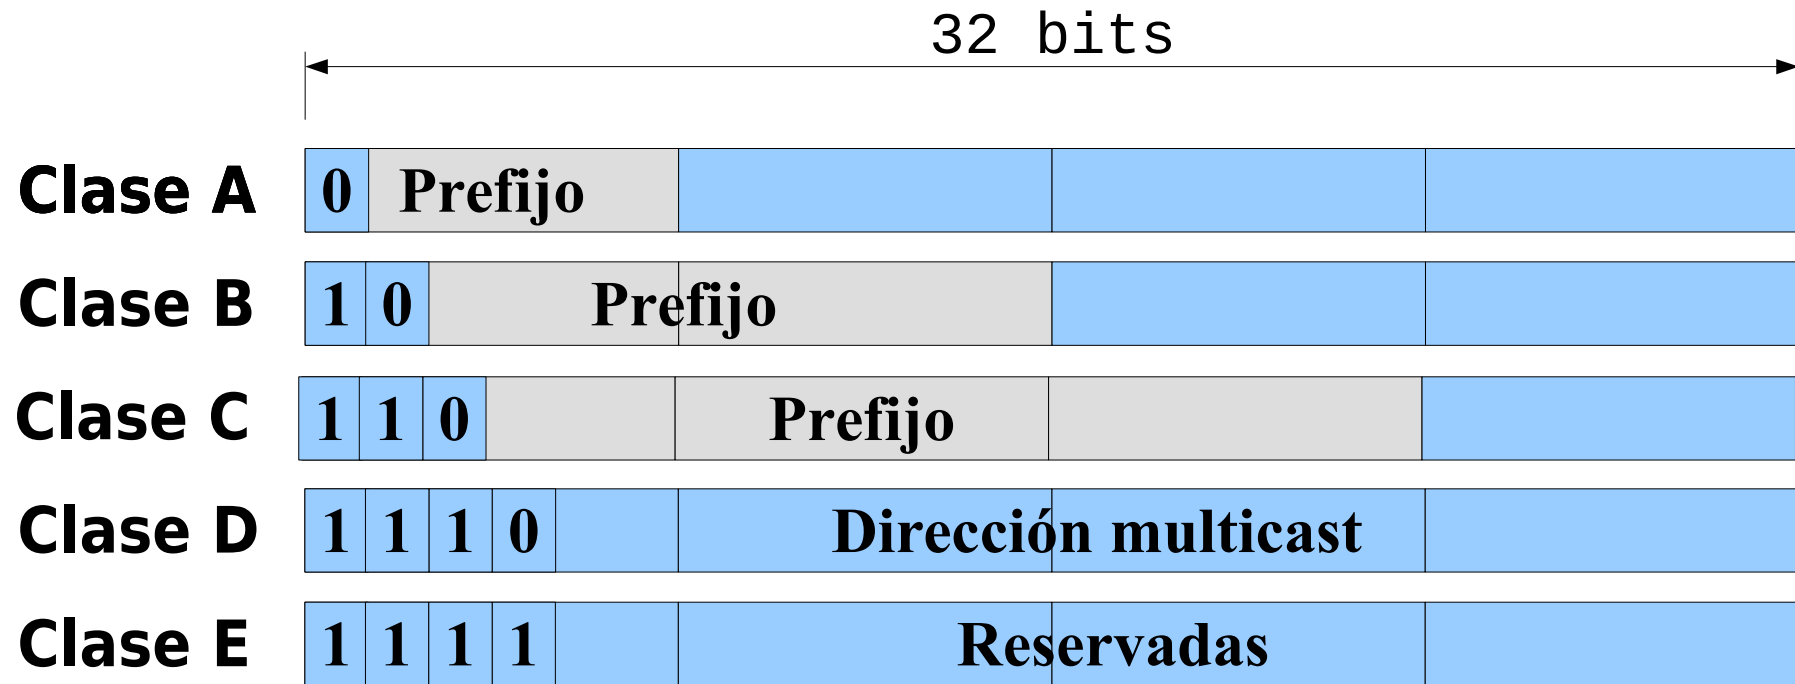 32 bits
Clase A 0 Prefijo
Clase B 1 0 Prefijo
Clase C 1 1 0 Prefijo
Clase D 1 1 1 0 Dirección multicast
Clase E 1 1 1 1 Reservadas